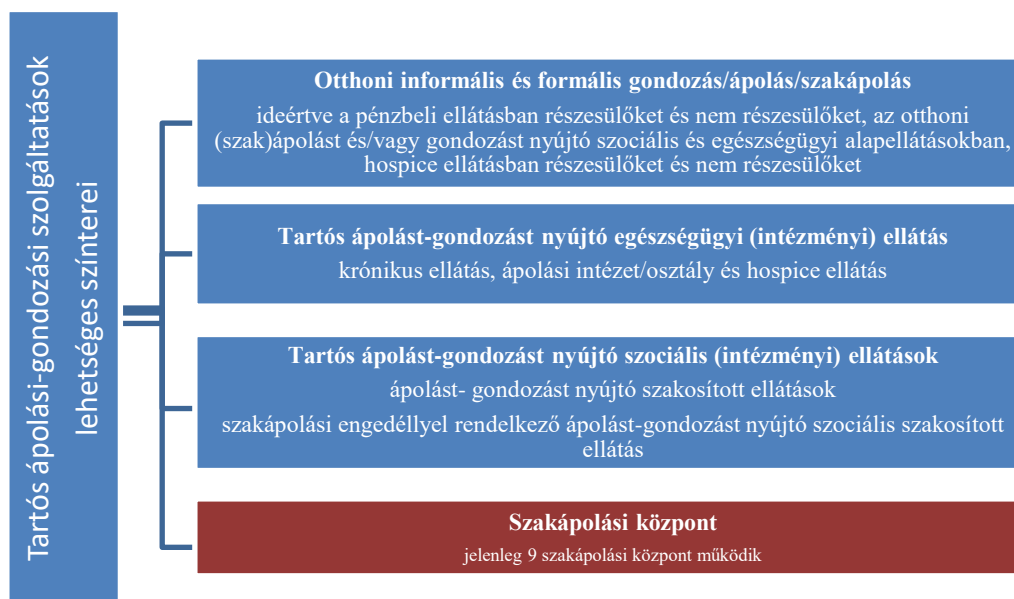 Tartós ápolási-gondozási szolgáltatások
lehetséges színterei
Otthoni informális és formális gondozás/ápolás/szakápolás
ideértve a pénzbeli ellátásban részesülőket és nem részesülőket, az otthoni
(szak)ápolást és/vagy gondozást nyújtó szociális és egészségügyi alapellátásokban,
hospice ellátásban részesülőket és nem részesülőket
Tartós ápolást-gondozást nyújtó egészségügyi (intézményi) ellátás
krónikus ellátás, ápolási intézet/osztály és hospice ellátás
Tartós ápolást-gondozást nyújtó szociális (intézményi) ellátások
ápolást- gondozást nyújtó szakosított ellátások
szakápolási engedéllyel rendelkező ápolást-gondozást nyújtó szociális szakosított
ellátás
Szakápolási központ
jelenleg 9 szakápolási központ működik